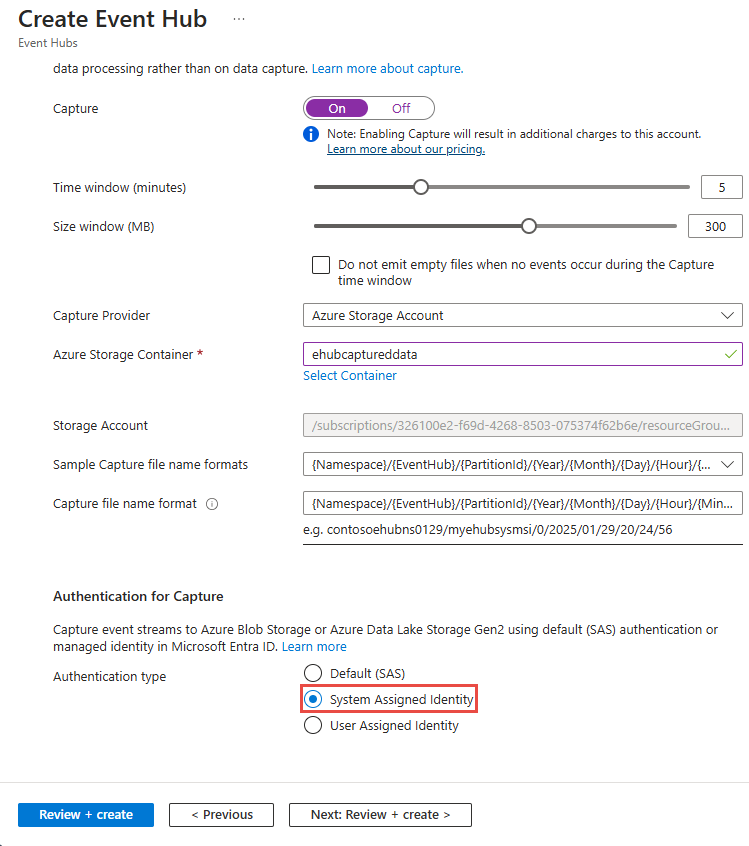 Create Event Hub ...
Event Hubs
data processing rather than on data capture. Learn more about capture.
Capture On Off
Note: Enabling Capture will result in additional charges to this account.
Learn more about our pricing.
Time window (minutes) 5
Size window (MB) 300
Do not emit empty files when no events occur during the Capture
time window
Capture Provider Azure Storage Account
Azure Storage Container * ehubcaptureddata
Select Container
Storage Account /subscriptions/326100e2-f69d-4268-8503-075374f62b6e/resourceGrou...
Sample Capture file name formats {Namespace}/{EventHub}/{PartitionId}/{Year}/{Month}/{Day}/{Hour}/{...
Capture file name format {Namespace}/{EventHub}/{PartitionId}/{Year}/{Month}/{Day}/{Hour}/{Min...
e.g. contosoehubns0129/myehubsysmsi/0/2025/01/29/20/24/56
Authentication for Capture
Capture event streams to Azure Blob Storage or Azure Data Lake Storage Gen2 using default (SAS) authentication or
managed identity in Microsoft Entra ID. Learn more
Authentication type Default (SAS)
System Assigned Identity
User Assigned Identity
Review + create < Previous Next: Review + create >